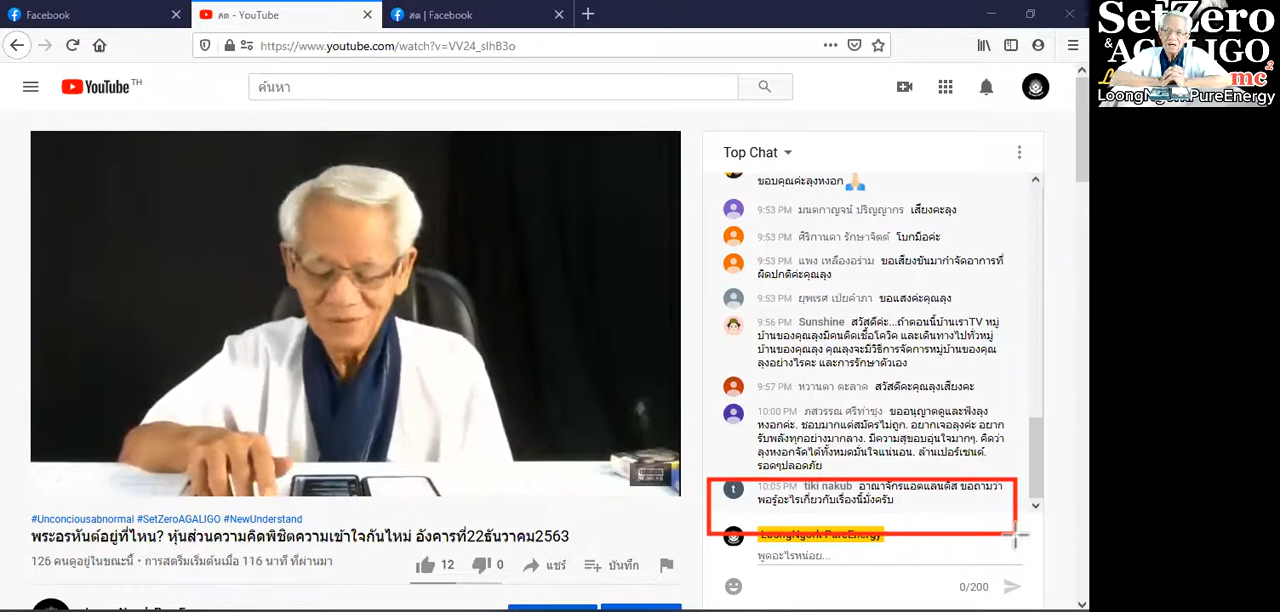 Facebook
สด - YouTube
สด | Facebook
https://www.youtube.com/watch?v=VV24_slhB3o
YouTube TH
ค้นหา
SetZero
& AGALIGO
mc2
LoongNgork PureEnergy
Top Chat
ขอบคุณค่ะลุงหงอก
9:53 PM มนตกาญจน์ ปริญญากร เสียงคะลุง
9:53 PM ศิริกานดา รักษาจิตต์ โบกมือค่ะ
9:53 PM แพง เหลืองอร่าม ขอเสียงขันมากำจัดอาการที่
ผิดปกติค่ะคุณลุง
9:53 PM ยุพเรศ เปียคำภา ขอแสงค่ะคุณลุง
9:56 PM Sunshine สวัสดีค่ะ...ถ้าตอนนี้บ้านเราTV หมู่
บ้านของคุณลุงมีคนติดเชื้อโควิด และเดินทางไปทั่วหมู่
บ้านของคุณลุง คุณลุงจะมีวิธีการจัดการหมู่บ้านของคุณ
ลุงอย่างไรคะ และการรักษาตัวเอง
9:57 PM หวานตา ตะลาด สวัสดีคะคุณลุงเสียงคะ
10:00 PM ภสวรรณ ศรีท่าซุง ขออนุญาตดูและฟังลุง
หงอกค่ะ. ชอบมากแต่สมัครไม่ถูก. อยากเจอลุงค่ะ อยาก
รับพลังทุกอย่างมากลาง. มีความสุขอบอุ่นใจมากๆ. คิดว่า
ลุงหงอกจัดได้ทั้งหมดมันใจแน่นอน. ล้านเปอร์เซนต์.
รอดๆปลอดภัย
t 10:05 PM tiki nakub อาณาจักรแอตแลนติส ขอถามว่า
พอรู้อะไรเกี่ยวกับเรื่องนี้มั้งครับ
LoongNgork PureEnergy
พูดอะไรหน่อย...
0/200
#Unconciousabnormal #SetZeroAGALIGO #NewUnderstand
พระอรหันต์อยู่ที่ไหน? หุ้นส่วนความคิดพิชิตความเข้าใจกันใหม่ อังคารที่22ธันวาคม2563
126 คนดูอยู่ในขณะนี้ • การสตรีมเริ่มต้นเมื่อ 116 นาที ที่ผ่านมา
12
0
แชร์
บันทึก